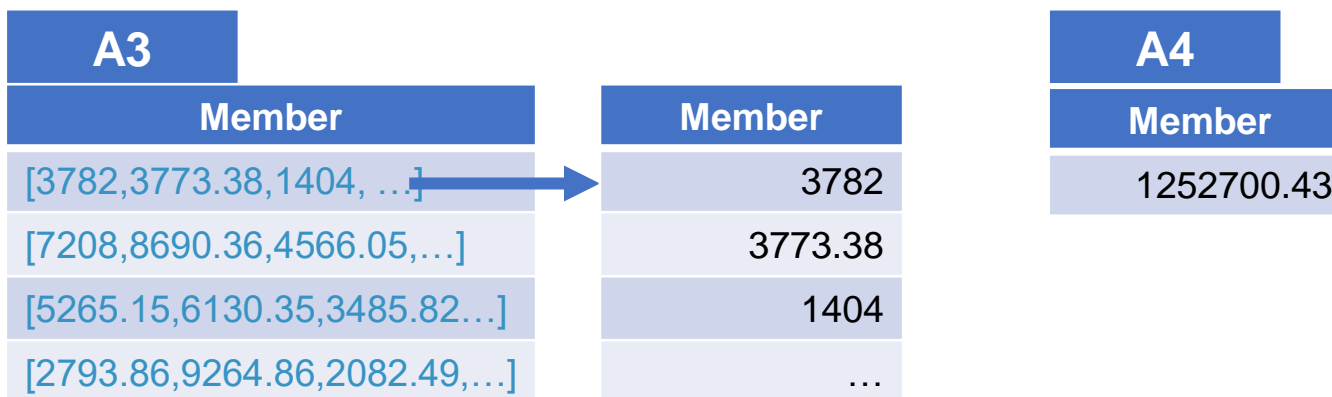 A3
Member
[3782,3773.38,1404, …]
[7208,8690.36,4566.05,…]
[5265.15,6130.35,3485.82…]
[2793.86,9264.86,2082.49,…]
Member
3782
3773.38
1404
…
A4
Member
1252700.43